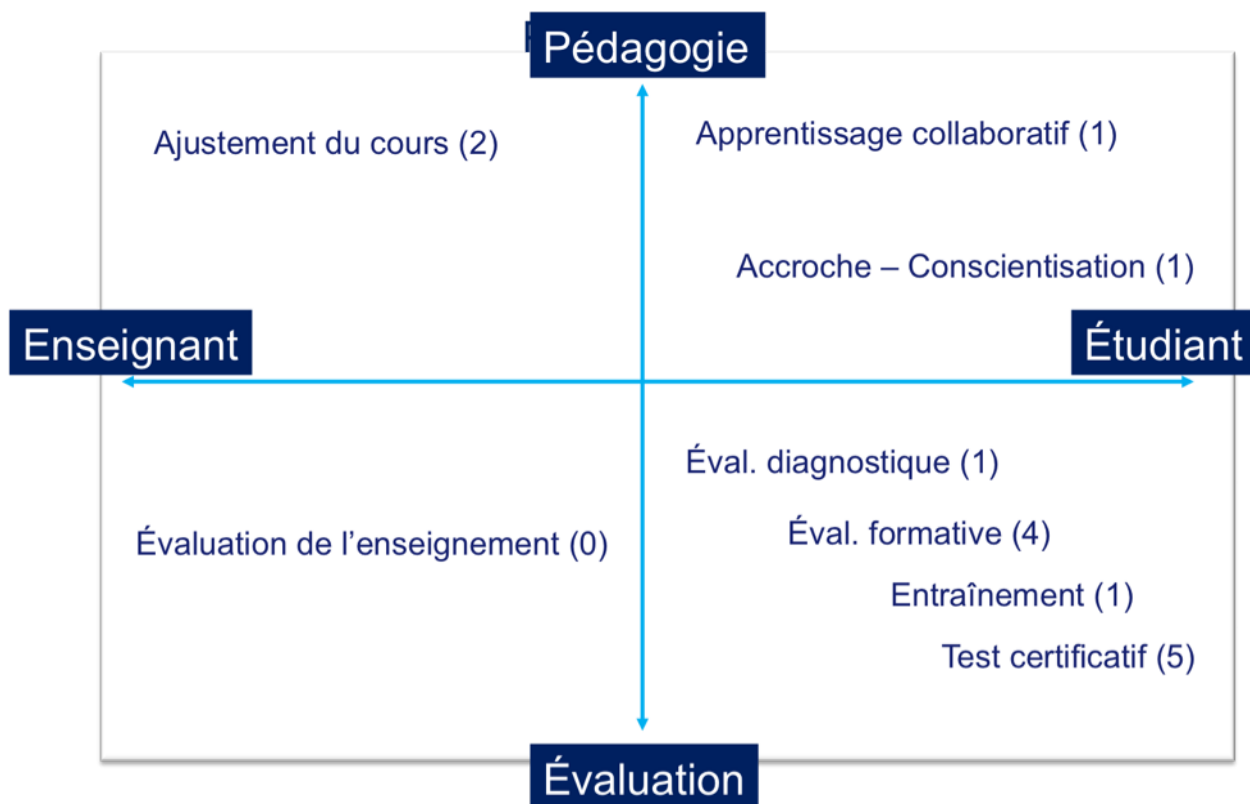 Pédagogie
Ajustement du cours (2)
Apprentissage collaboratif (1)
Accroche – Conscientisation (1)
Enseignant
Étudiant
Éval. diagnostique (1)
Évaluation de l’enseignement (0)
Éval. formative (4)
Entraînement (1)
Test certificatif (5)
Évaluation